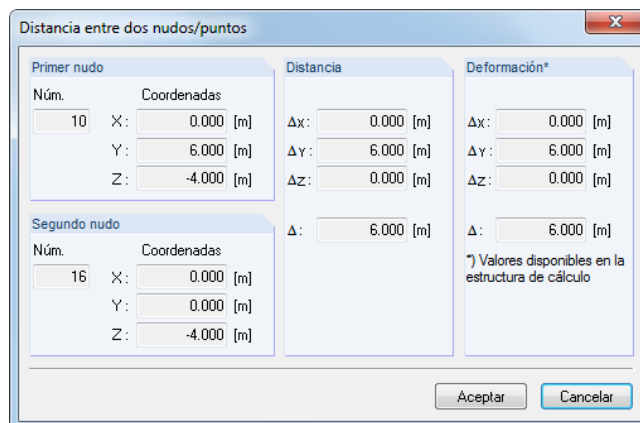 Distancia entre dos nudos/puntos
Primer nudo
Núm. Coordenadas
10 X: 0.000 [m]
Y: 6.000 [m]
Z: -4.000 [m]
Segundo nudo
Núm. Coordenadas
16 X: 0.000 [m]
Y: 0.000 [m]
Z: -4.000 [m]
Distancia
ΔX: 0.000 [m]
ΔY: 6.000 [m]
ΔZ: 0.000 [m]
Δ: 6.000 [m]
Deformación*
ΔX: 0.000 [m]
ΔY: 6.000 [m]
ΔZ: 0.000 [m]
Δ: 6.000 [m]
*) Valores disponibles en la
estructura de cálculo
Aceptar Cancelar